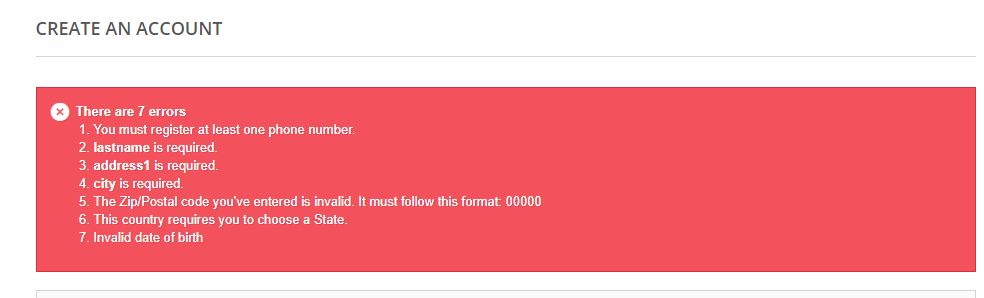 CREATE AN ACCOUNT
There are 7 errors
1. You must register at least one phone number.
2. lastname is required.
3. address1 is required.
4. city is required.
5. The Zip/Postal code you've entered is invalid. It must follow this format: 00000
6. This country requires you to choose a State.
7. Invalid date of birth